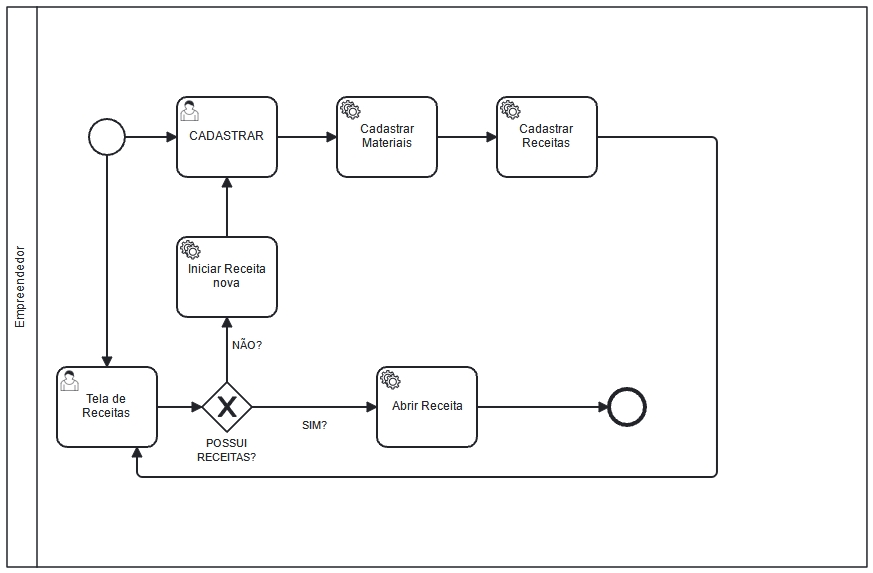 Empreendedor
CADASTRAR
Cadastrar
Materiais
Cadastrar
Receitas
Iniciar Receita
nova
NÃO?
Tela de
Receitas
POSSUI
RECEITAS?
SIM?
Abrir Receita